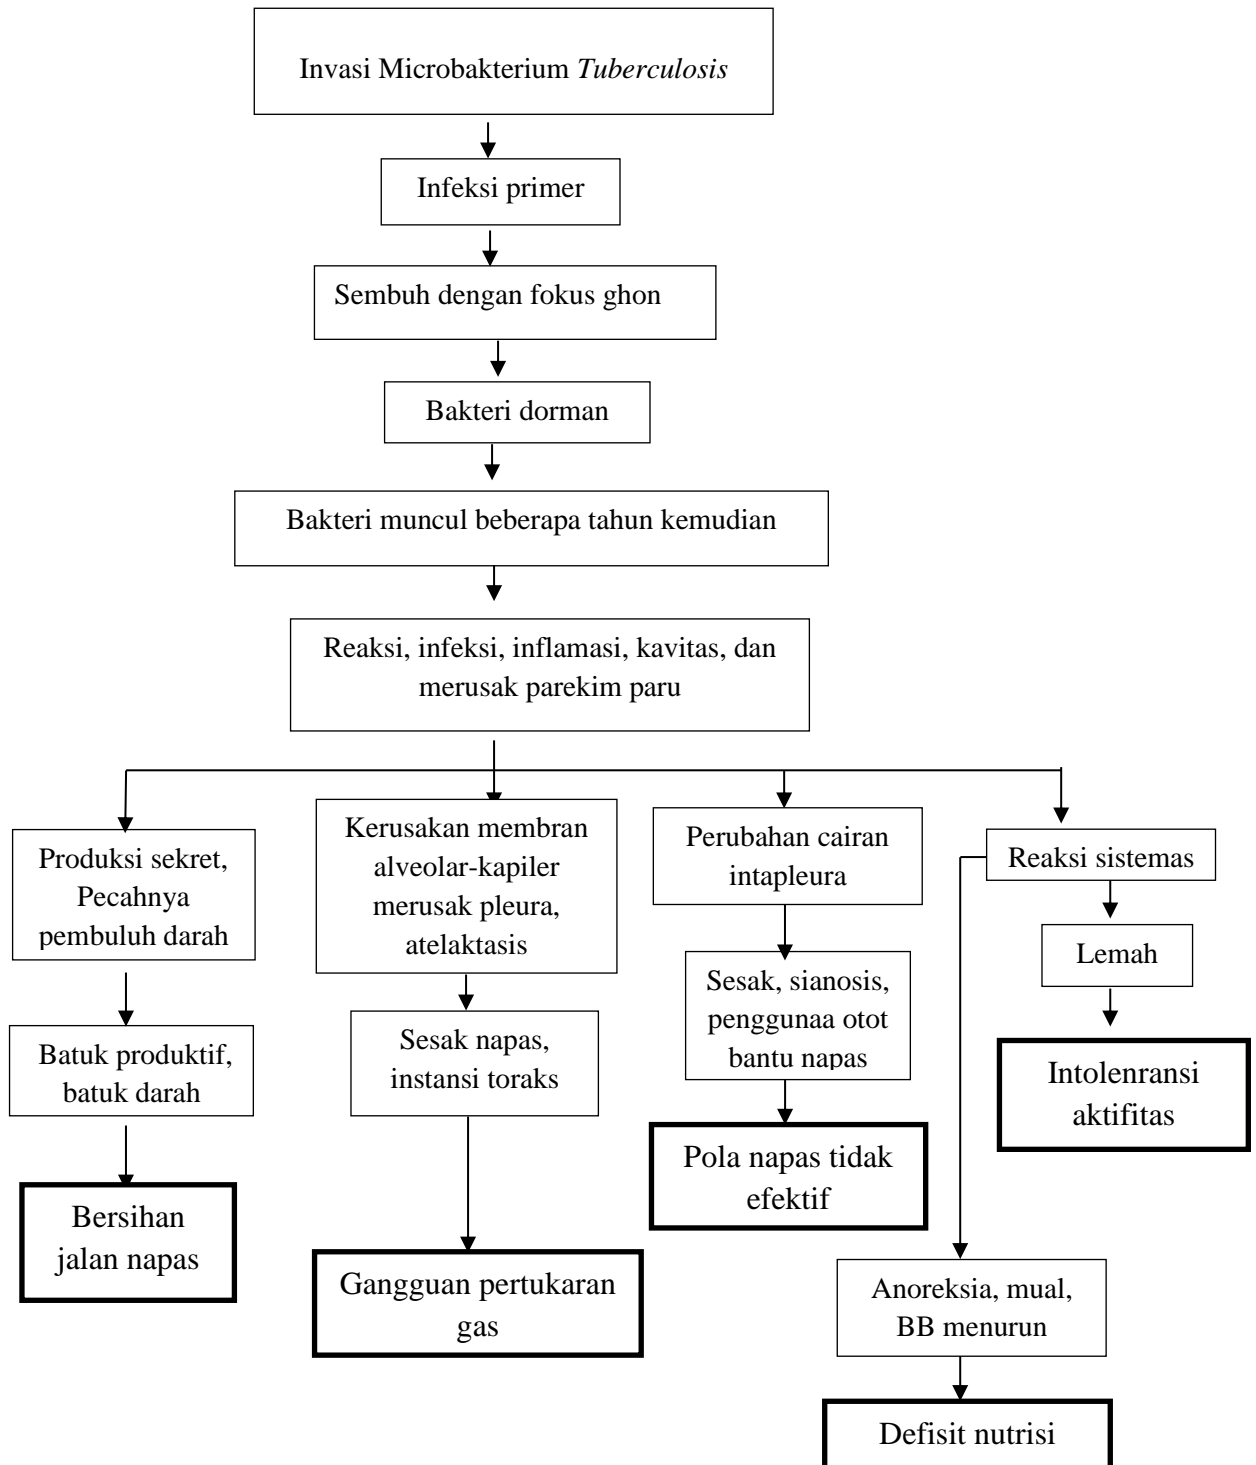 Invasi Microbakterium Tuberculosis
Infeksi primer
Sembuh dengan fokus ghon
Bakteri dorman
Bakteri muncul beberapa tahun kemudian
Reaksi, infeksi, inflamasi, kavitas, dan
merusak parekim paru
Produksi sekret,
Pecahnya
pembuluh darah
Kerusakan membran
alveolar-kapiler
merusak pleura,
atelaktasis
Perubahan cairan
intapleura
Reaksi sistemas
Lemah
Sesak, sianosis,
penggunaa otot
bantu napas
Batuk produktif,
batuk darah
Sesak napas,
instansi toraks
Intolenransi
aktifitas
Pola napas tidak
efektif
Bersihan
jalan napas
Gangguan pertukaran
gas
Anoreksia, mual,
BB menurun
Defisit nutrisi